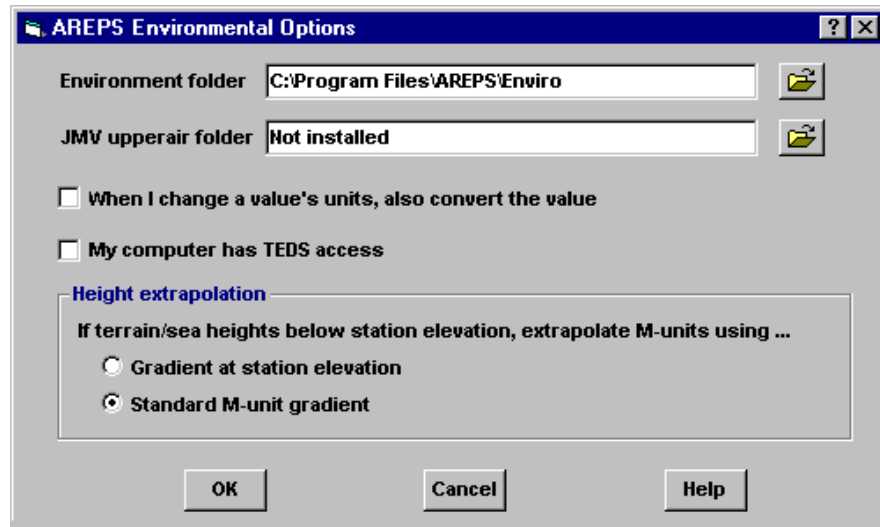 AREPS Environmental Options
Environment folder C:\Program Files\AREPS\Enviro
JMV upperair folder Not installed
When I change a value's units, also convert the value
My computer has TEDS access
Height extrapolation
If terrain/sea heights below station elevation, extrapolate M-units using ...
Gradient at station elevation
Standard M-unit gradient
OK Cancel Help